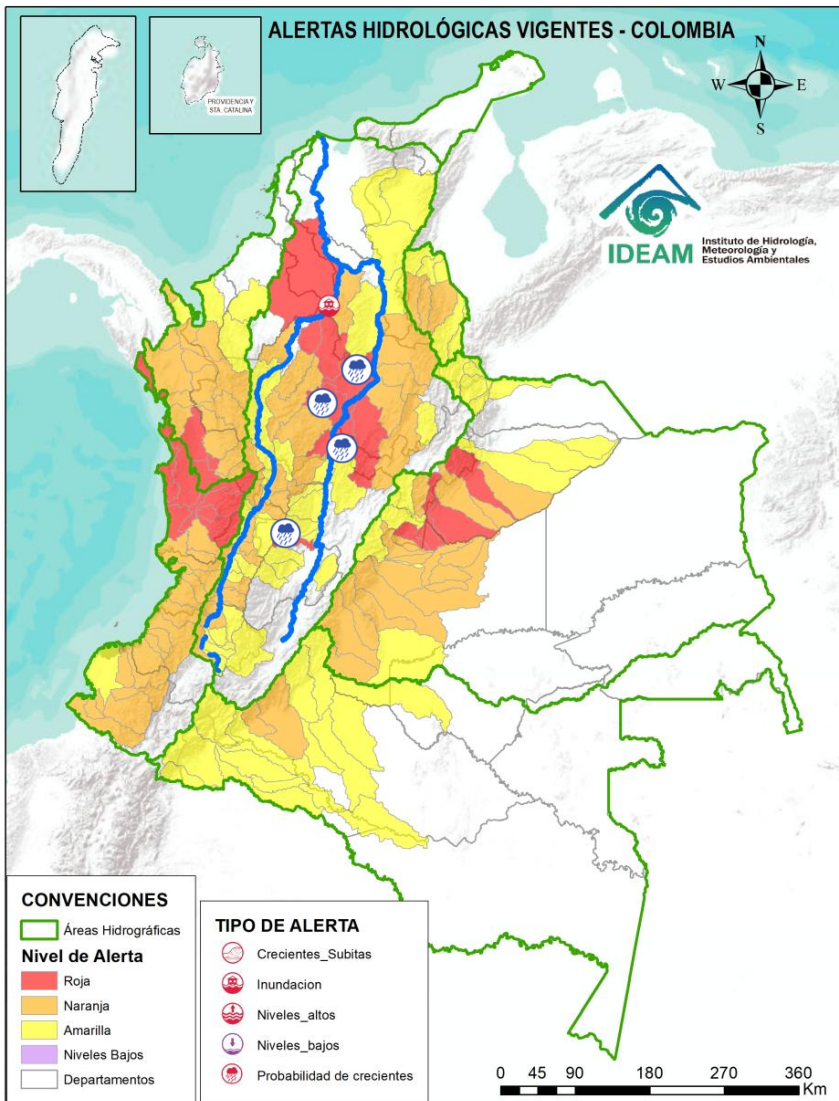 ALERTAS HIDROLÓGICAS VIGENTES - COLOMBIA
PROVIDENCIA Y
STA. CATALINA
N
W
E
S
IDEAM
Instituto de Hidrología,
Meteorología y
Estudios Ambientales
CONVENCIONES
Áreas Hidrográficas
Nivel de Alerta
Roja
Naranja
Amarilla
Niveles Bajos
Departamentos
TIPO DE ALERTA
Crecientes_Subitas
Inundacion
Niveles_altos
Niveles_bajos
Probabilidad de crecientes
0 45 90 180 270 360
Km